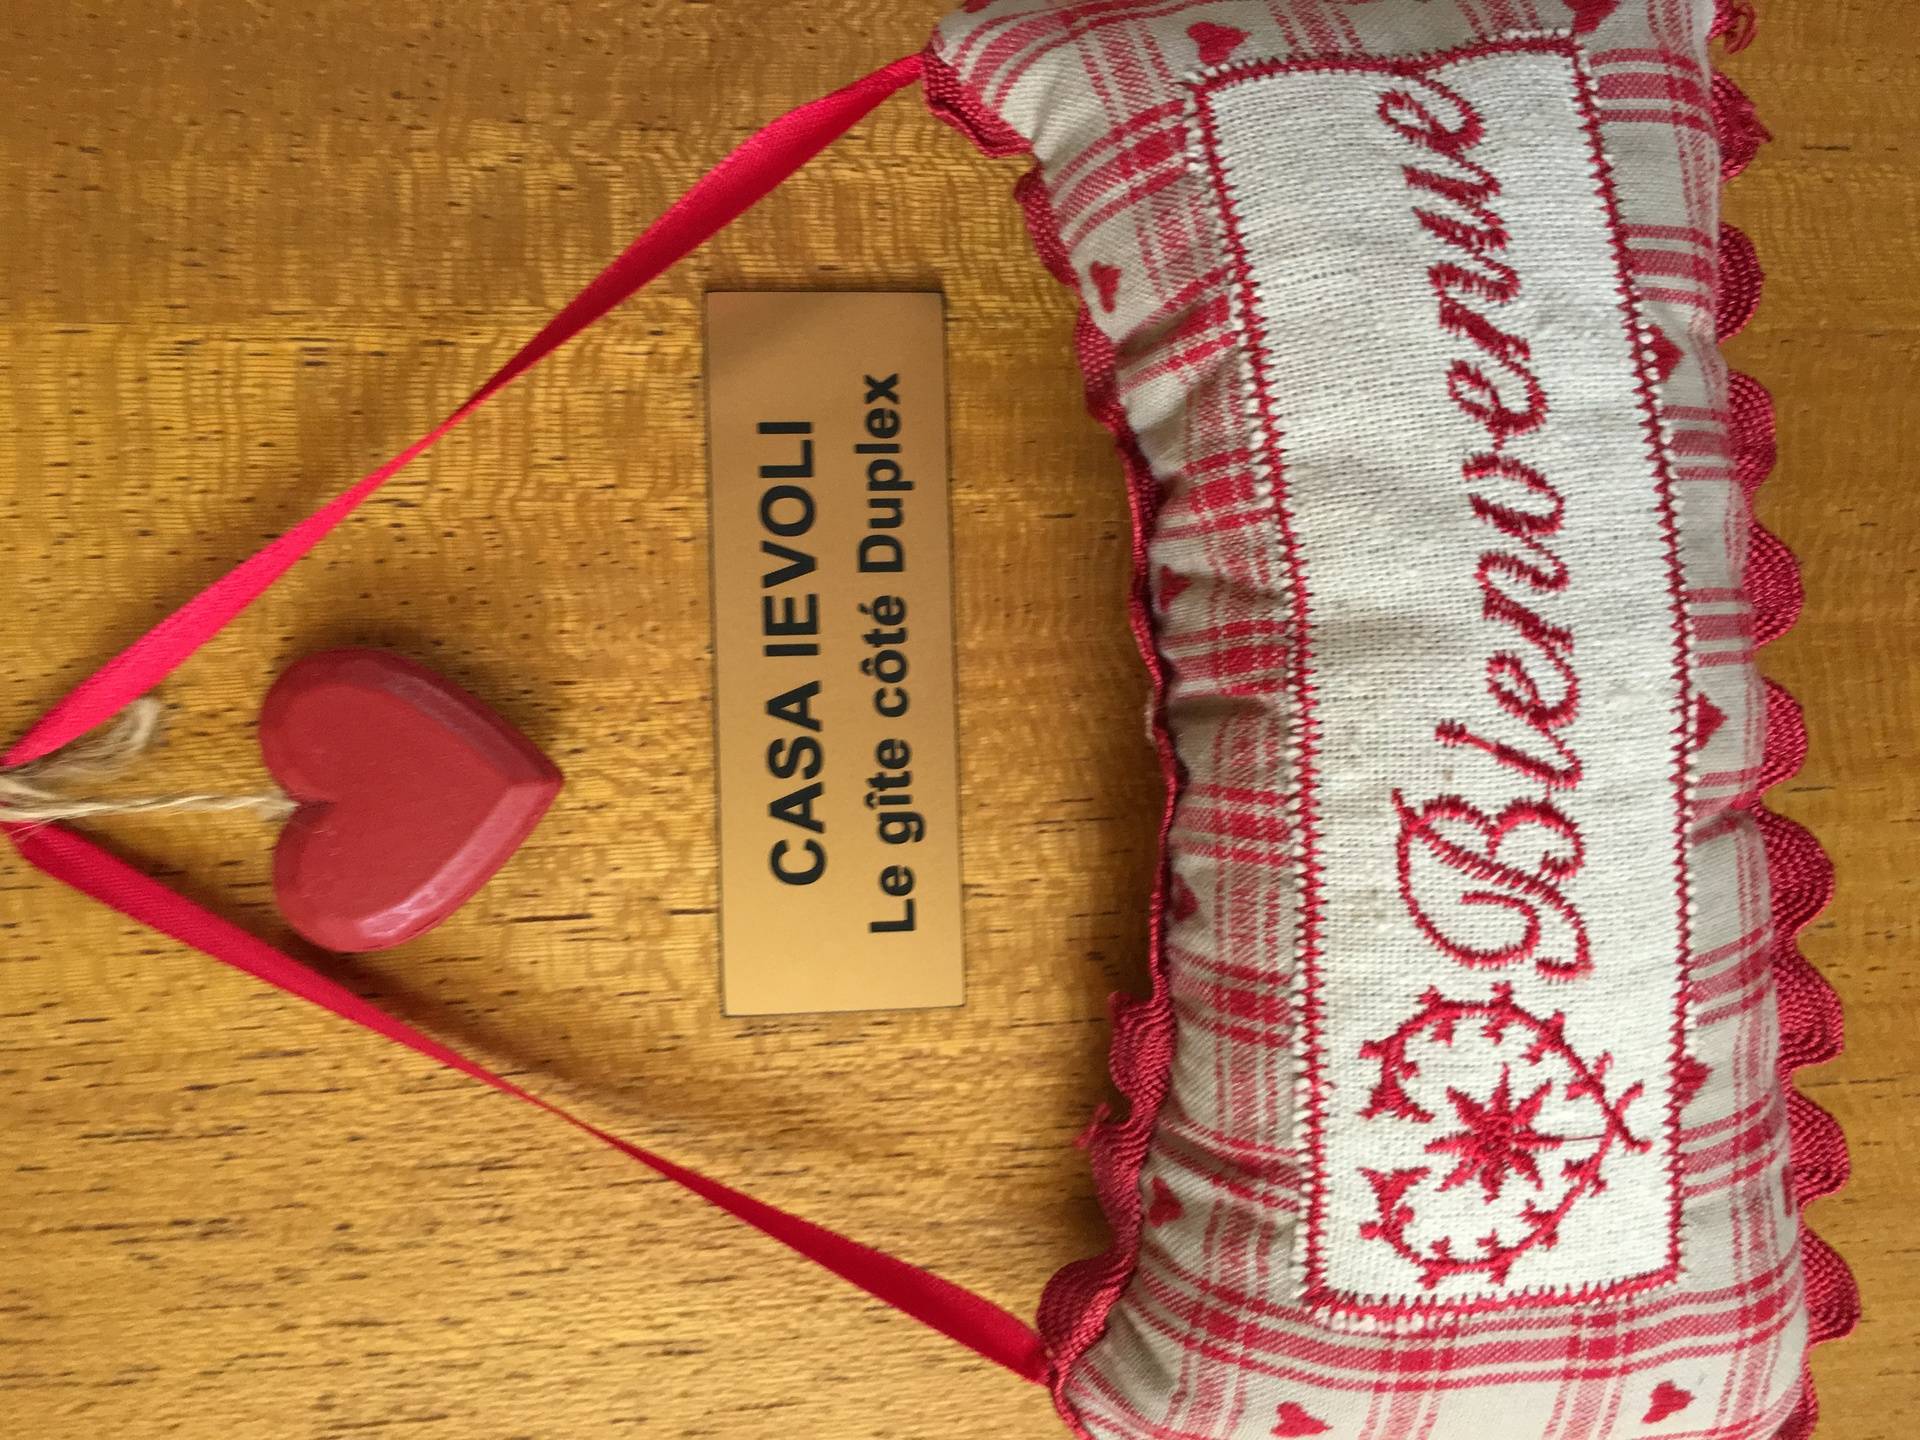 CASA IEVOLI
Le gîte côté Duplex
Bienvenue